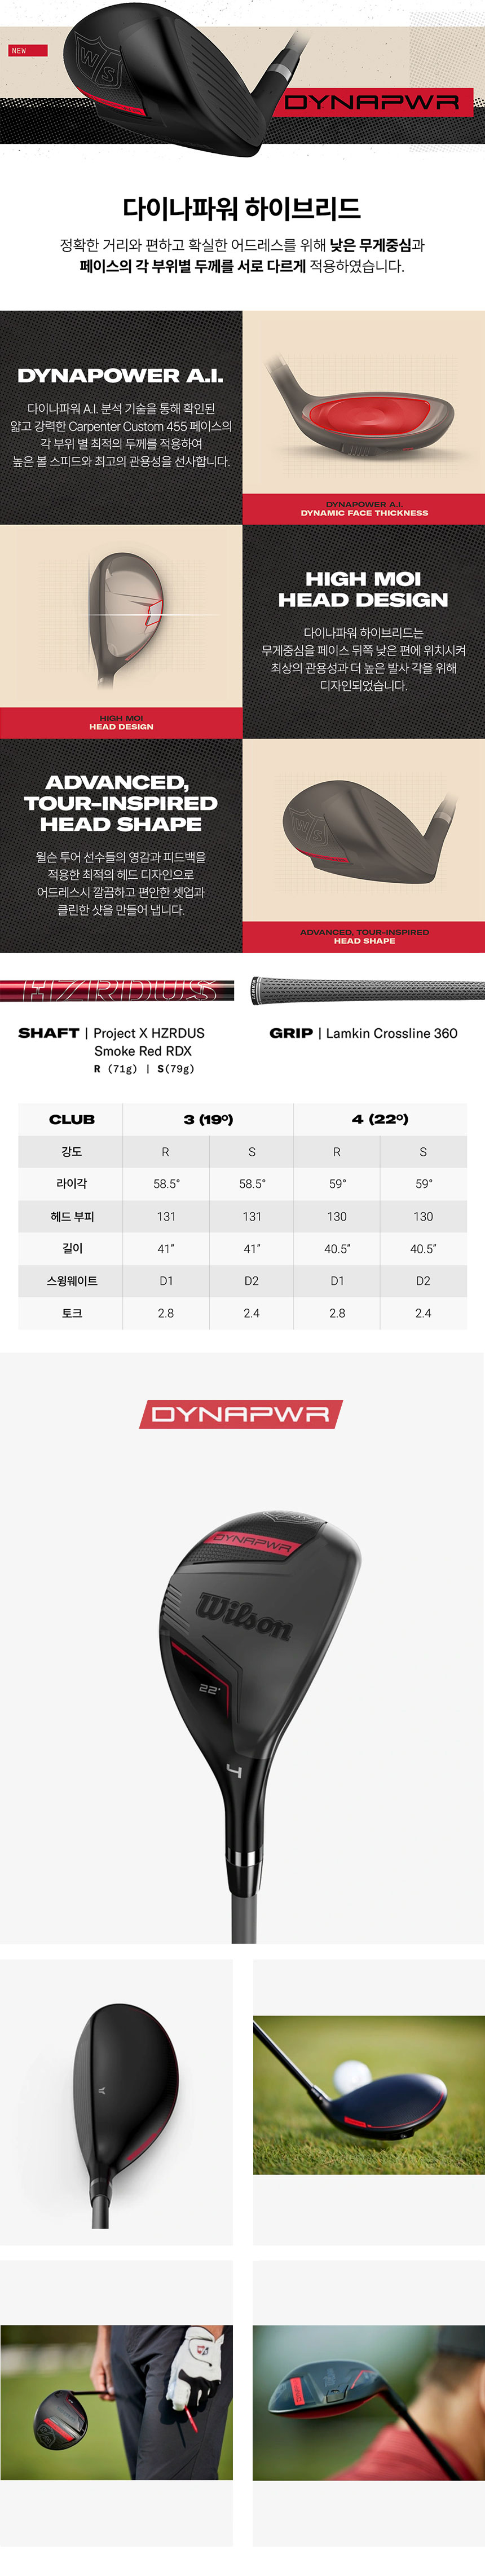 NEW
W/S
DYNAPWR
다이나파워 하이브리드
정확한 거리와 편하고 확실한 어드레스를 위해 낮은 무게중심과
페이스의 각 부위별 두께를 서로 다르게 적용하였습니다.
DYNAPOWER A.I.
다이나파워 A.I. 분석 기술을 통해 확인된
얇고 강력한 Carpenter Custom 455 페이스의
각 부위 별 최적의 두께를 적용하여
높은 볼 스피드와 최고의 관용성을 선사합니다.
DYNAPOWER A.I.
DYNAMIC FACE THICKNESS
HIGH MOI
HEAD DESIGN
HIGH MOI
HEAD DESIGN
다이나파워 하이브리드는
무게중심을 페이스 뒤쪽 낮은 편에 위치시켜
최상의 관용성과 더 높은 발사 각을 위해
디자인되었습니다.
ADVANCED,
TOUR-INSPIRED
HEAD SHAPE
윌슨 투어 선수들의 영감과 피드백을
적용한 최적의 헤드 디자인으로
어드레스시 깔끔하고 편안한 셋업과
클린한 샷을 만들어 냅니다.
W/S
ADVANCED, TOUR-INSPIRED
HEAD SHAPE
HZRDUS
SHAFT | Project X HZRDUS
Smoke Red RDX
R (71g) | S(79g)
GRIP | Lamkin Crossline 360
CLUB 3 (19º) 4 (22º)
강도 R S R S
라이각 58.5° 58.5° 59° 59°
헤드 부피 131 131 130 130
길이 41” 41” 40.5” 40.5”
스윙웨이트 D1 D2 D1 D2
토크 2.8 2.4 2.8 2.4
DYNAPWR
DYNAPWR
Wilson
22°
4